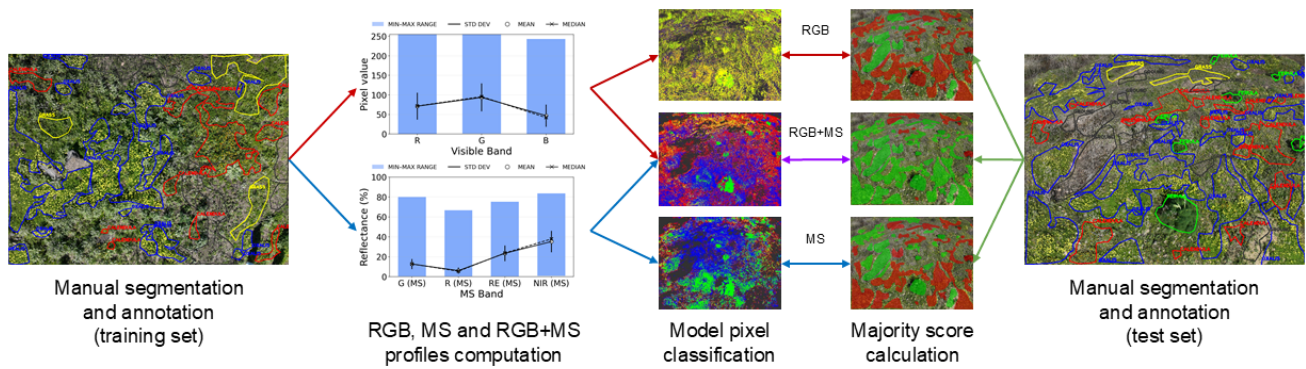 MIN-MAX RANGE STD DEV MEAN MEDIAN
250
200
150
100
50
0
Pixel value
R G B
Visible Band
MIN-MAX RANGE STD DEV MEAN MEDIAN
100
80
60
40
20
0
Reflectance (%)
G (MS) R (MS) RE (MS) NIR (MS)
MS Band
RGB
RGB+MS
MS
GRASS
Manual segmentation
and annotation
(training set)
RGB, MS and RGB+MS
profiles computation
Model pixel
classification
Majority score
calculation
Manual segmentation
and annotation
(test set)